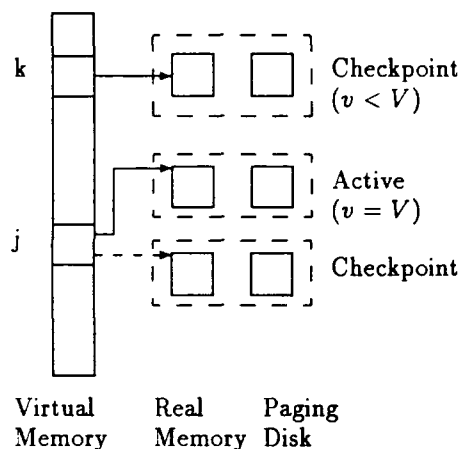 k
Checkpoint
(v < V)
Active
(v = V)
j
Checkpoint
Virtual Real Paging
Memory Memory Disk